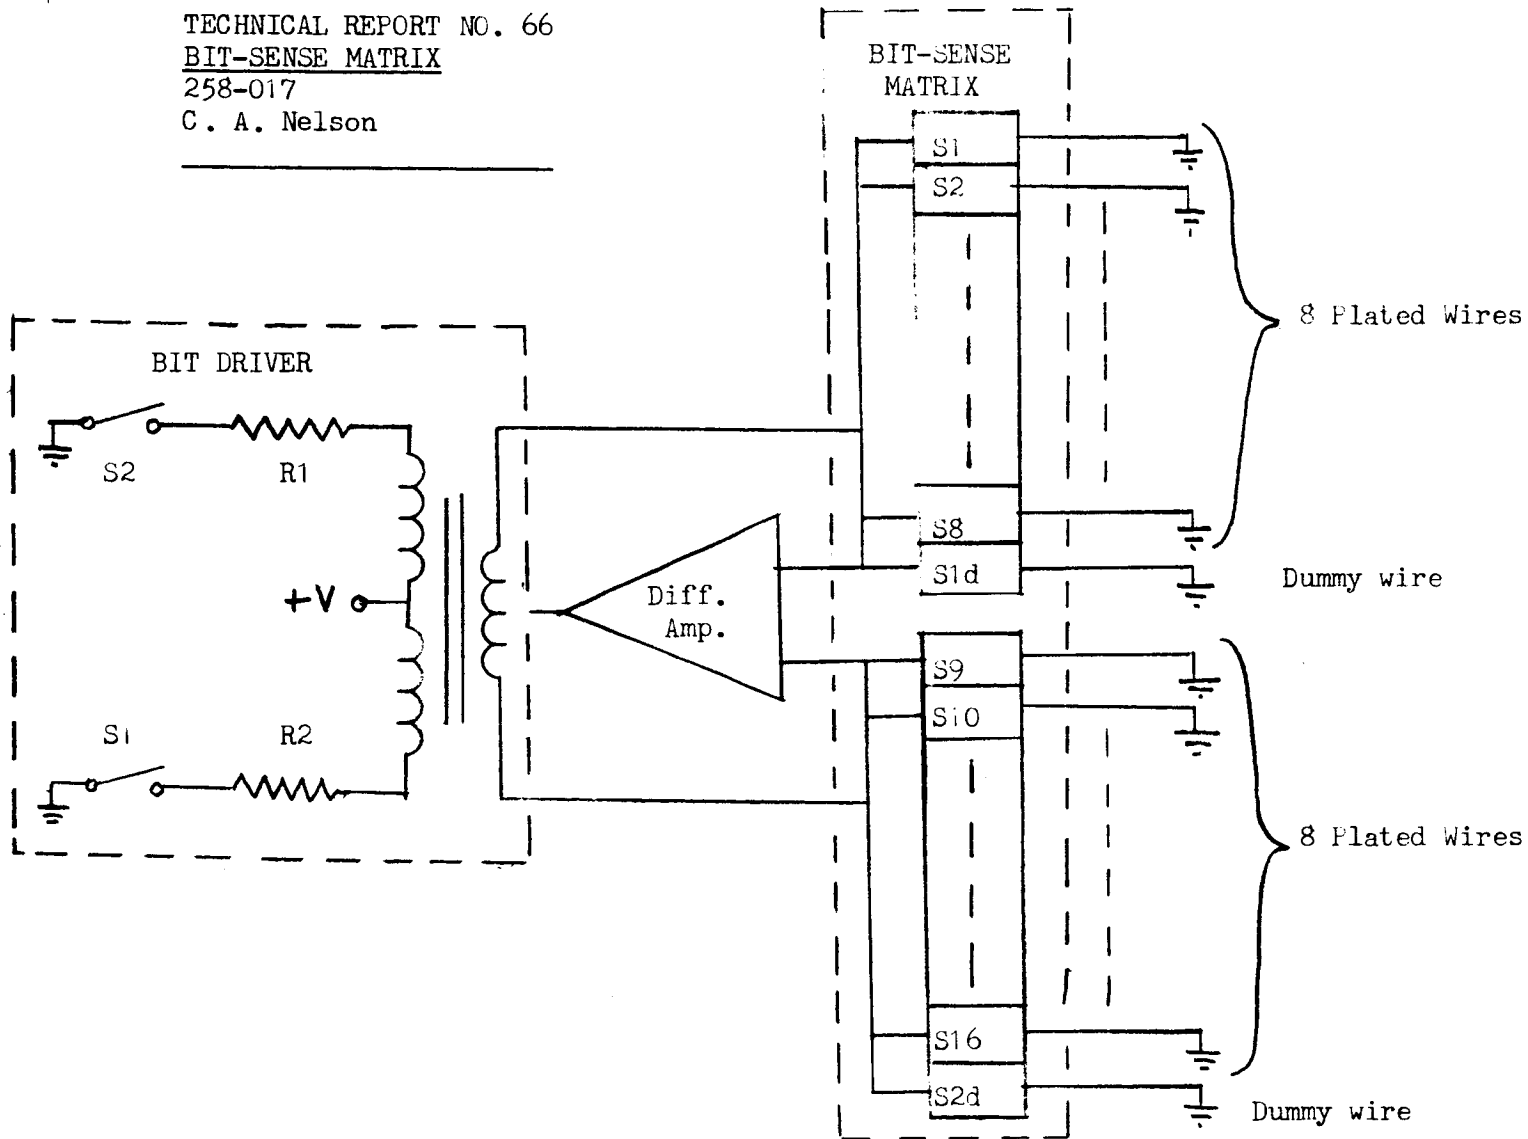 TECHNICAL REPORT NO. 66
BIT-SENSE MATRIX
258-017
C. A. Nelson
BIT-SENSE
MATRIX
S1
S2
8 Plated Wires
S8
S1d
Dummy wire
BIT DRIVER
S2
R1
+V
S1
R2
Diff.
Amp.
S9
S10
8 Plated Wires
S16
S2d
Dummy wire